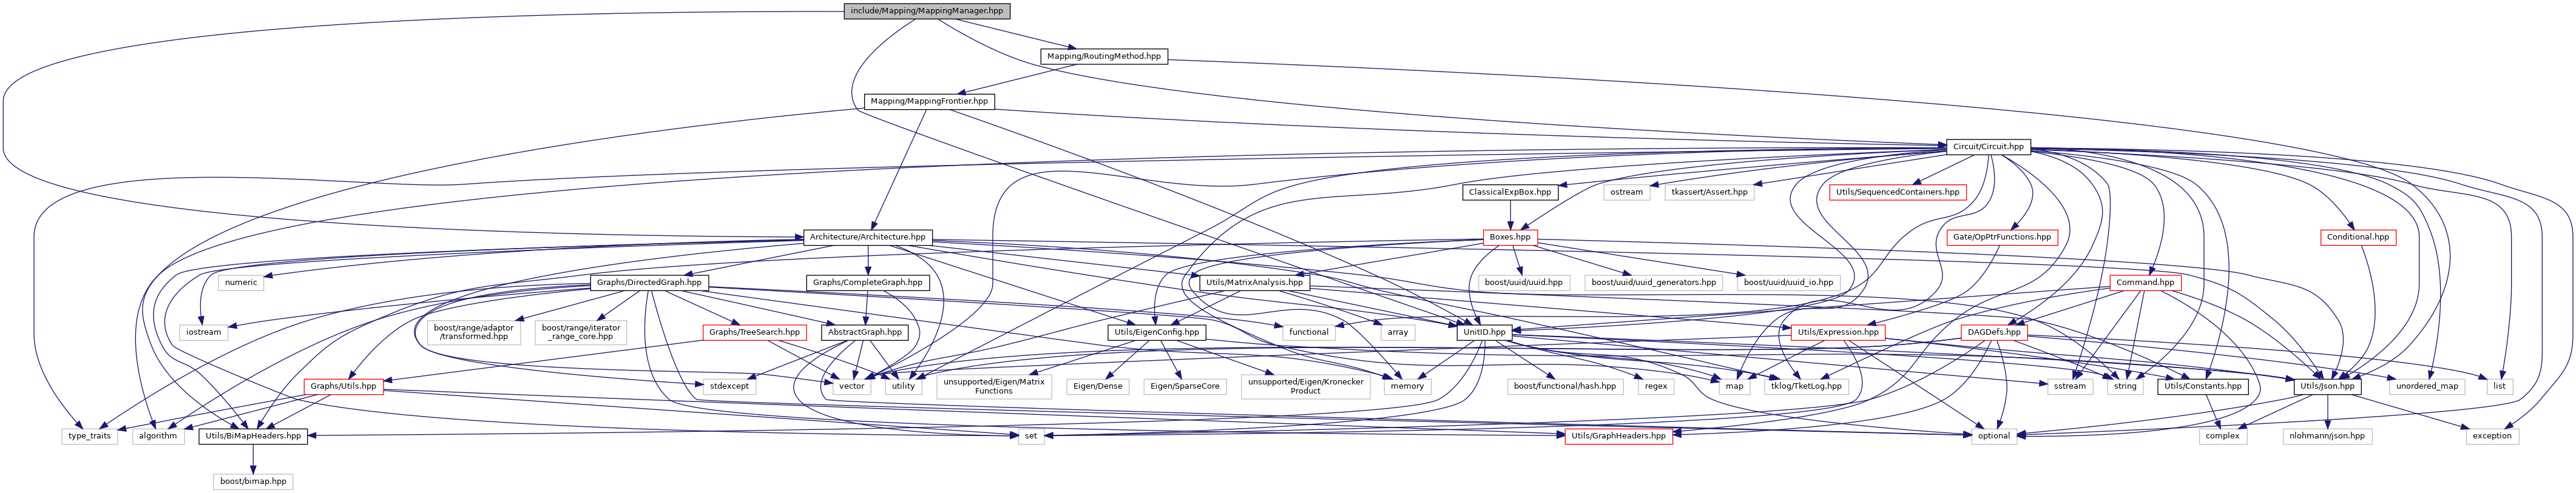 include/Mapping/MappingManager.hpp
Mapping/RoutingMethod.hpp
Mapping/MappingFrontier.hpp
Circuit/Circuit.hpp
ClassicalExpBox.hpp
ostream
tkassert/Assert.hpp
Utils/SequencedContainers.hpp
Architecture/Architecture.hpp
Boxes.hpp
Gate/OpPtrFunctions.hpp
Conditional.hpp
numeric
Graphs/DirectedGraph.hpp
Graphs/CompleteGraph.hpp
Utils/MatrixAnalysis.hpp
boost/uuid/uuid.hpp
boost/uuid/uuid_generators.hpp
boost/uuid/uuid_io.hpp
Command.hpp
iostream
boost/range/adaptor
/transformed.hpp
boost/range/iterator
_range_core.hpp
Graphs/TreeSearch.hpp
AbstractGraph.hpp
Utils/EigenConfig.hpp
functional
array
UnitID.hpp
Utils/Expression.hpp
DAGDefs.hpp
Graphs/Utils.hpp
stdexcept
vector
utility
unsupported/Eigen/Matrix
Functions
Eigen/Dense
Eigen/SparseCore
unsupported/Eigen/Kronecker
Product
memory
boost/functional/hash.hpp
regex
map
tklog/TketLog.hpp
sstream
string
Utils/Constants.hpp
Utils/Json.hpp
unordered_map
list
type_traits
algorithm
Utils/BiMapHeaders.hpp
set
Utils/GraphHeaders.hpp
optional
complex
nlohmann/json.hpp
exception
boost/bimap.hpp